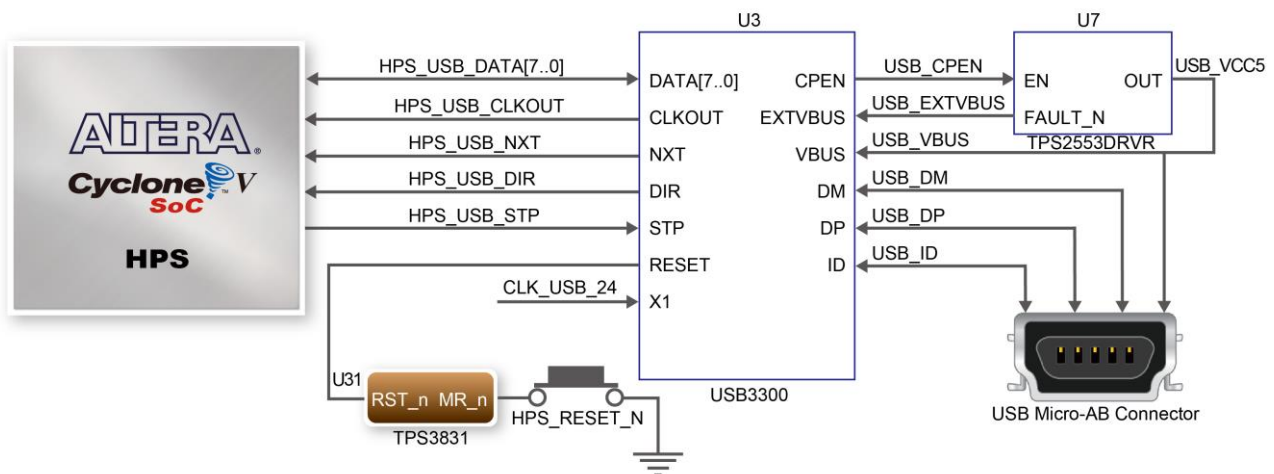 U3
U7
HPS_USB_DATA[7..0]
DATA[7..0]
CPEN
USB_CPEN
EN
OUT
USB_VCC5
HPS_USB_CLKOUT
CLKOUT
EXTVBUS
USB_EXTVBUS
FAULT_N
TPS2553DRVR
ALTERA.
Cyclone V
TM
SoC
HPS
HPS_USB_NXT
NXT
VBUS
USB_VBUS
HPS_USB_DIR
DIR
DM
USB_DM
HPS_USB_STP
STP
DP
USB_DP
RESET
ID
USB_ID
CLK_USB_24
X1
U31
RST_n MR_n
TPS3831
HPS_RESET_N
USB3300
USB Micro-AB Connector